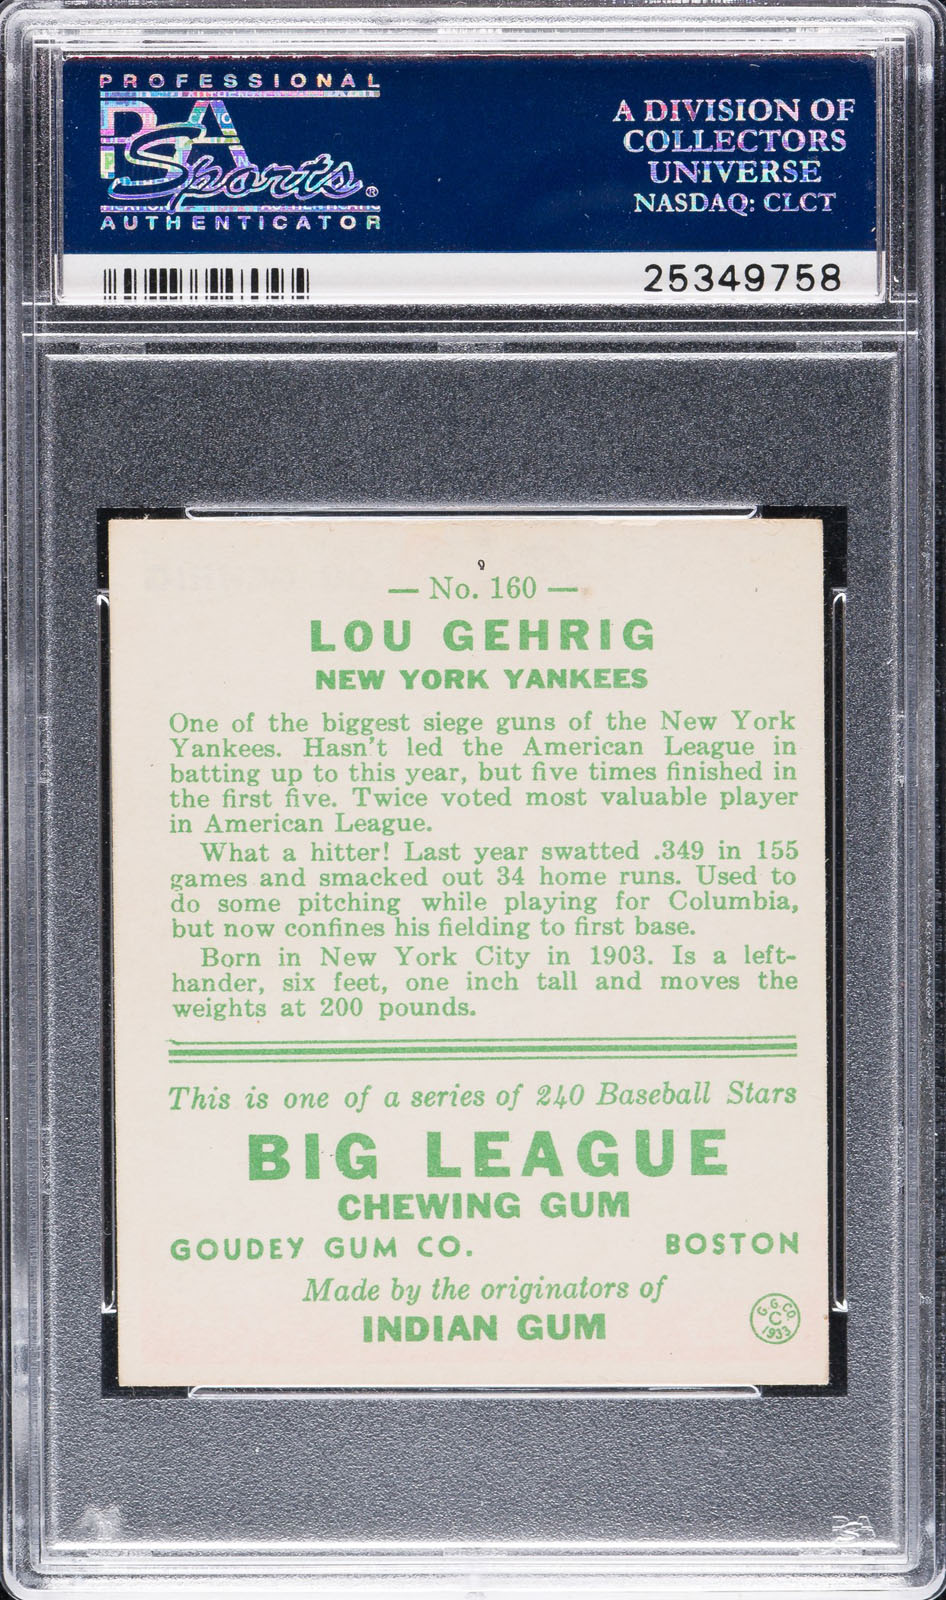 PROFESSIONAL
PSA
Sports®
AUTHENTICATOR
A DIVISION OF
COLLECTORS
UNIVERSE
NASDAQ: CLCT
25349758
— No. 160 —
LOU GEHRIG
NEW YORK YANKEES
One of the biggest siege guns of the New York
Yankees. Hasn't led the American League in
batting up to this year, but five times finished in
the first five. Twice voted most valuable player
in American League.
What a hitter! Last year swatted .349 in 155
games and smacked out 34 home runs. Used to
do some pitching while playing for Columbia,
but now confines his fielding to first base.
Born in New York City in 1903. Is a left-
hander, six feet, one inch tall and moves the
weights at 200 pounds.
This is one of a series of 240 Baseball Stars
BIG LEAGUE
CHEWING GUM
GOUDEY GUM CO. BOSTON
Made by the originators of
INDIAN GUM
G.G.CO.
C
1933
PSA